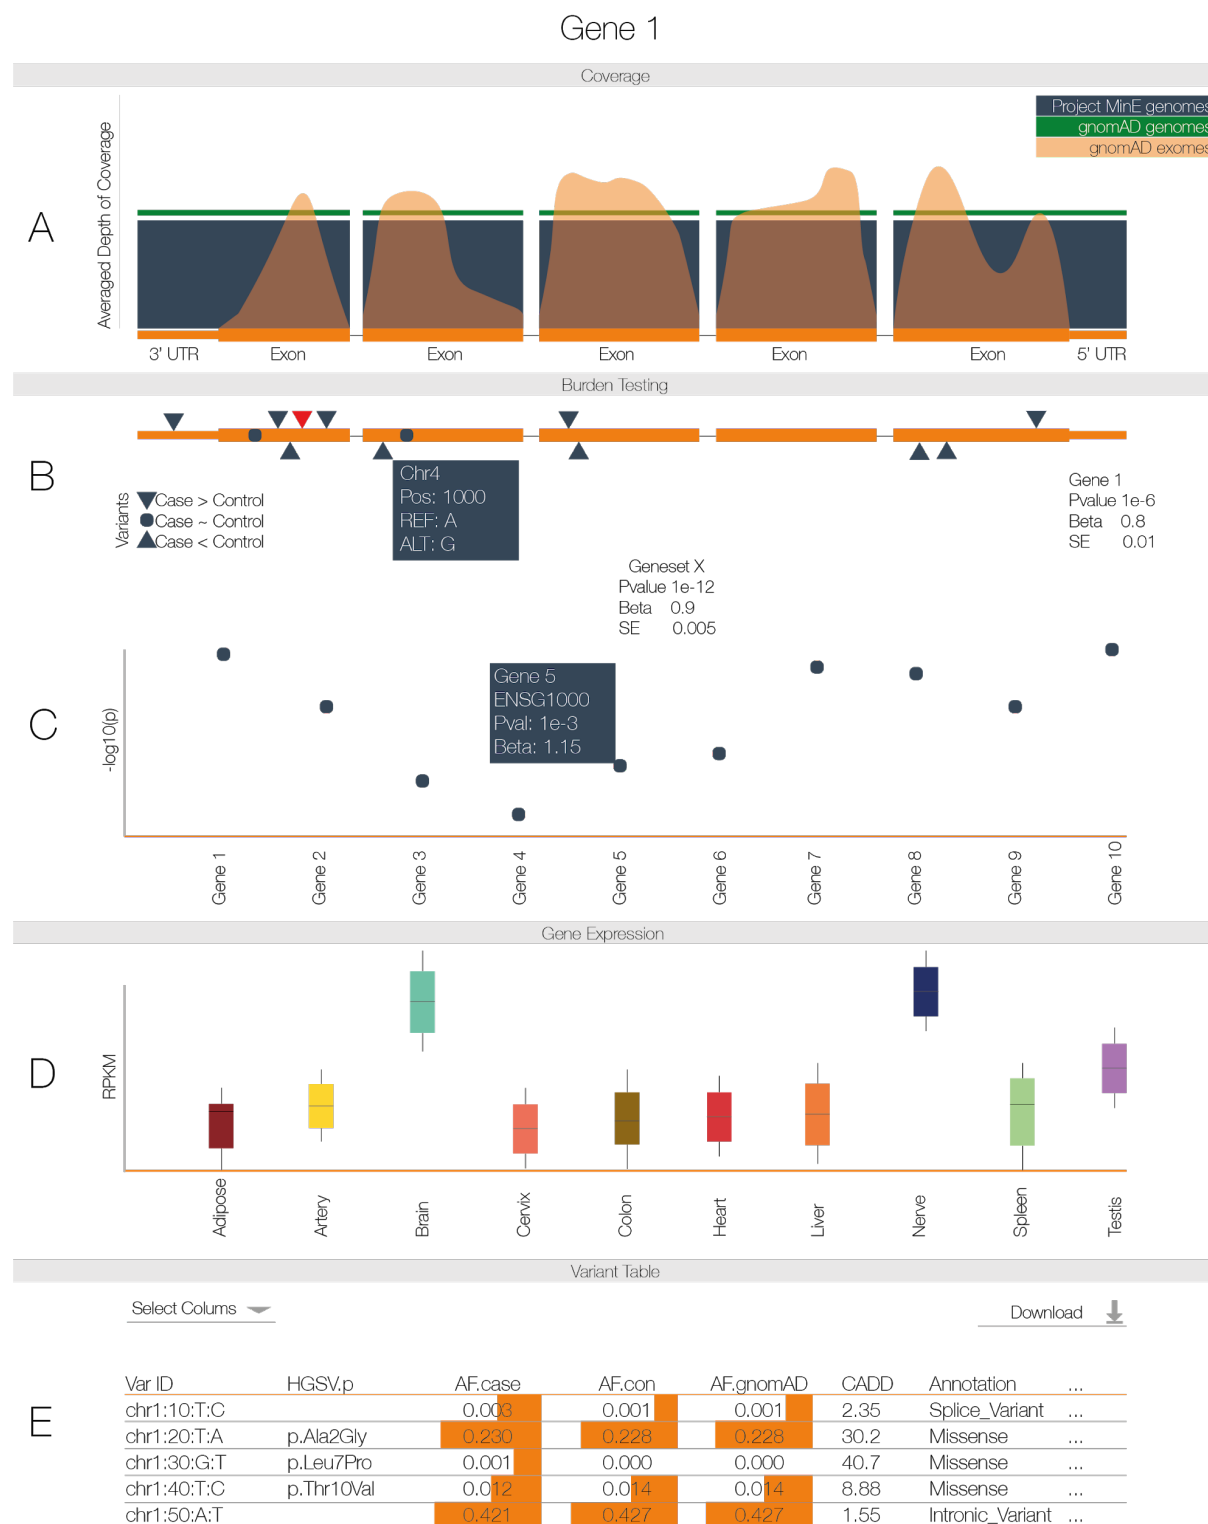 Gene 1
Coverage
Project MinE genomes
gnomAD genomes
gnomAD exomes
A
Averaged Depth of Coverage
3' UTR Exon Exon Exon Exon Exon 5' UTR
Burden Testing
B
Variants
Case > Control
Case ~ Control
Case < Control
Chr4
Pos: 1000
REF: A
ALT: G
Gene 1
Pvalue 1e-6
Beta 0.8
SE 0.01
Geneset X
Pvalue 1e-12
Beta 0.9
SE 0.005
C
-log10(p)
Gene 5
ENSG1000
Pval: 1e-3
Beta: 1.15
Gene 1 Gene 2 Gene 3 Gene 4 Gene 5 Gene 6 Gene 7 Gene 8 Gene 9 Gene 10
Gene Expression
D
RPKM
Adipose Artery Brain Cervix Colon Heart Liver Nerve Spleen Testis
Variant Table
Select Colums Download
E
Var ID HGSV.p AF.case AF.con AF.gnomAD CADD Annotation ...
chr1:10:T:C 0.003 0.001 0.001 2.35 Splice_Variant ...
chr1:20:T:A p.Ala2Gly 0.230 0.228 0.228 30.2 Missense ...
chr1:30:G:T p.Leu7Pro 0.001 0.000 0.000 40.7 Missense ...
chr1:40:T:C p.Thr10Val 0.012 0.014 0.014 8.88 Missense ...
chr1:50:A:T 0.421 0.427 0.427 1.55 Intronic_Variant ...